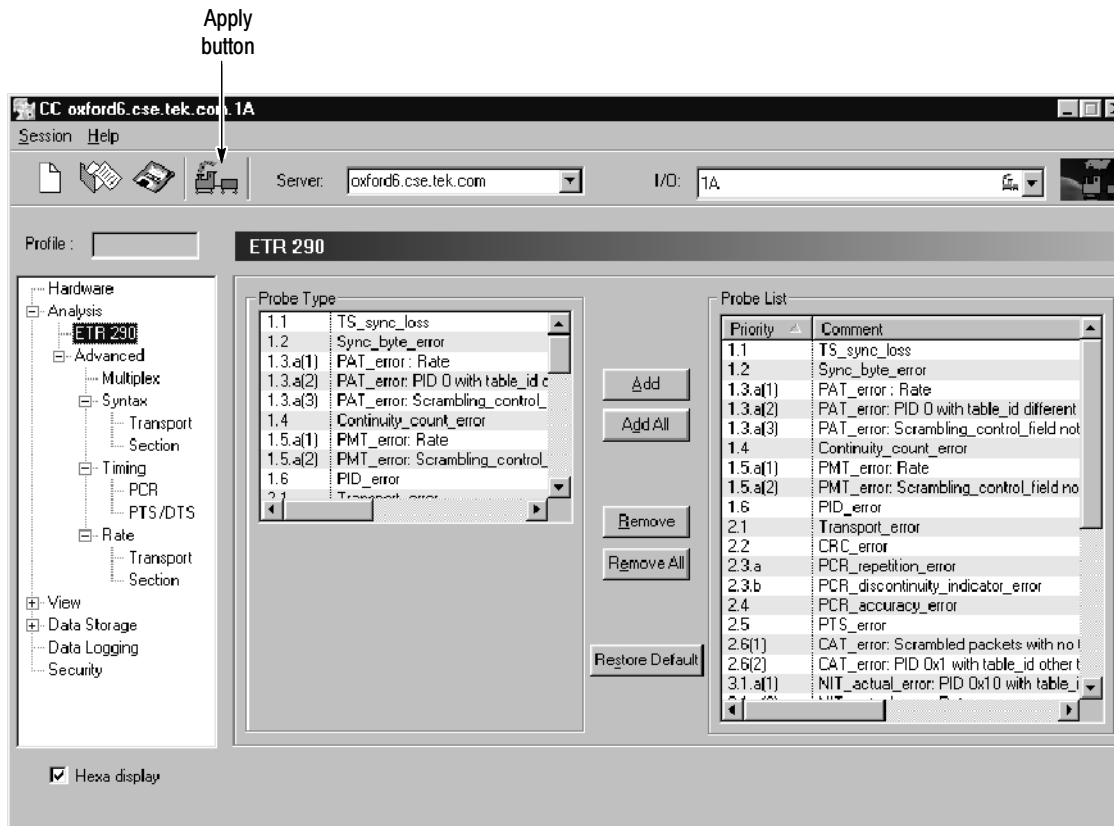 Apply
button
CC oxford6.cse.tek.com.1A
Session Help
Server: oxford6.cse.tek.com I/O: 1A
Profile :
ETR 290
Hardware
Analysis
ETR 290
Advanced
Multiplex
Syntax
Transport
Section
Timing
PCR
PTS/DTS
Rate
Transport
Section
View
Data Storage
Data Logging
Security
Hexa display
Probe Type
1.1 TS_sync_loss
1.2 Sync_byte_error
1.3.a(1) PAT_error : Rate
1.3.a(2) PAT_error: PID 0 with table_id
1.3.a(3) PAT_error: Scrambling_control_
1.4 Continuity_count_error
1.5.a(1) PMT_error: Rate
1.5.a(2) PMT_error: Scrambling_control_
1.6 PID_error
2.1 Transport_error
Add
Add All
Remove
Remove All
Restore Default
Probe List
Priority Comment
1.1 TS_sync_loss
1.2 Sync_byte_error
1.3.a(1) PAT_error : Rate
1.3.a(2) PAT_error: PID 0 with table_id different
1.3.a(3) PAT_error: Scrambling_control_field not
1.4 Continuity_count_error
1.5.a(1) PMT_error: Rate
1.5.a(2) PMT_error: Scrambling_control_field no
1.6 PID_error
2.1 Transport_error
2.2 CRC_error
2.3.a PCR_repetition_error
2.3.b PCR_discontinuity_indicator_error
2.4 PCR_accuracy_error
2.5 PTS_error
2.6(1) CAT_error: Scrambled packets with no
2.6(2) CAT_error: PID 0x1 with table_id other t
3.1.a(1) NIT_actual_error: PID 0x10 with table_i